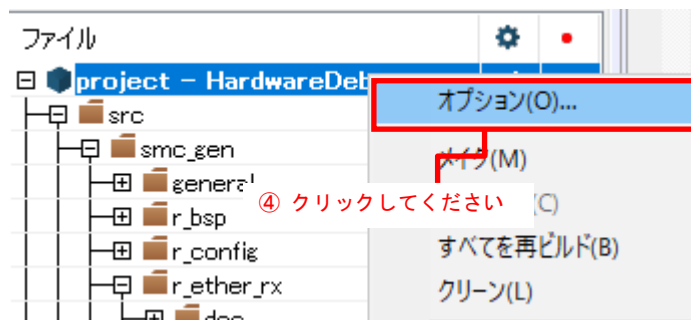 ファイル
project - HardwareDeb
オプション(O)...
src
smc_gen
メイク(M)
general
④ クリックしてください
(C)
r_bsp
r_config
すべてを再ビルド(B)
r_ether_rx
クリーン(L)
doc